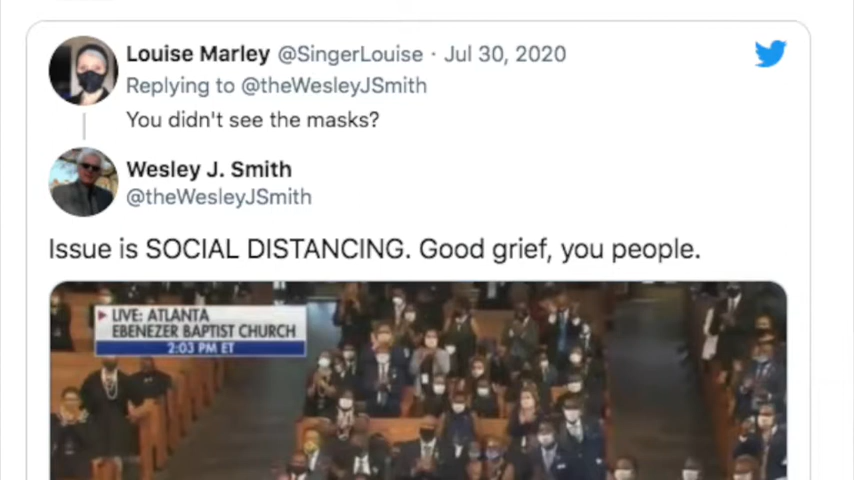 Louise Marley @SingerLouise · Jul 30, 2020
Replying to @theWesleyJSmith
You didn't see the masks?
Wesley J. Smith
@theWesleyJSmith
Issue is SOCIAL DISTANCING. Good grief, you people.
LIVE: ATLANTA
EBENEZER BAPTIST CHURCH
2:03 PM ET